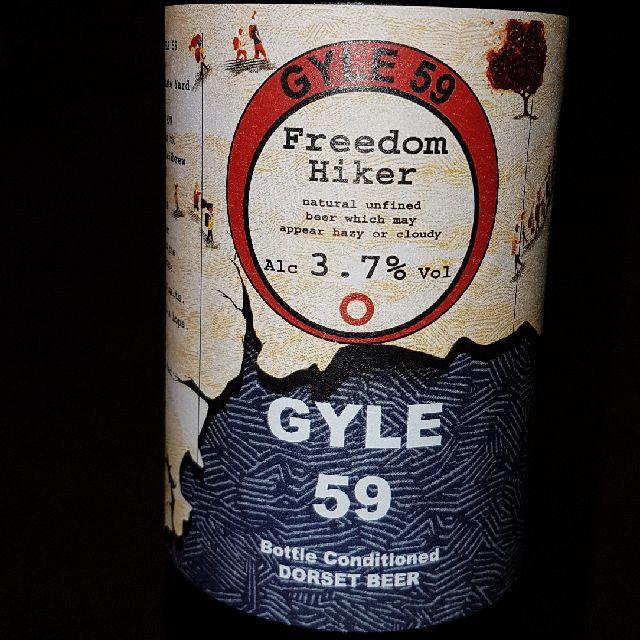 GYLE 59
Freedom
Hiker
natural unfined
beer which may
appear hazy or cloudy
Alc 3.7% Vol
GYLE
59
Bottle Conditioned
DORSET BEER